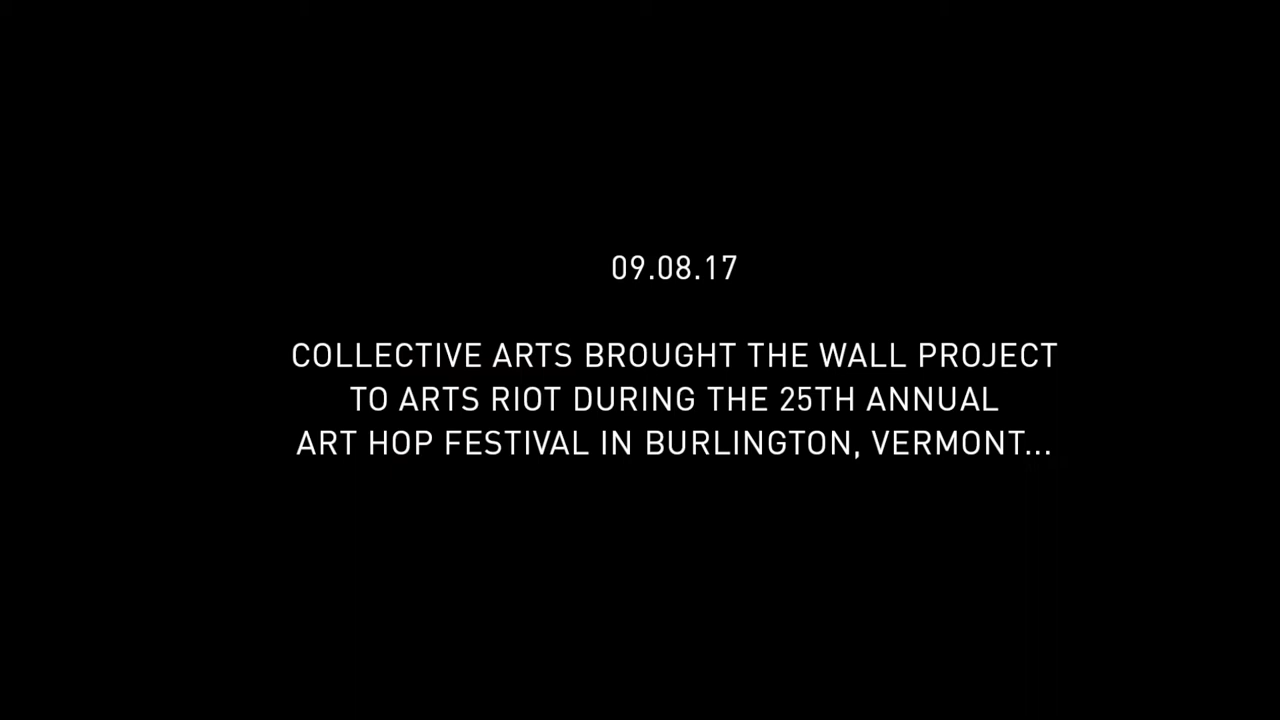 09.08.17
COLLECTIVE ARTS BROUGHT THE WALL PROJECT
TO ARTS RIOT DURING THE 25TH ANNUAL
ART HOP FESTIVAL IN BURLINGTON, VERMONT...